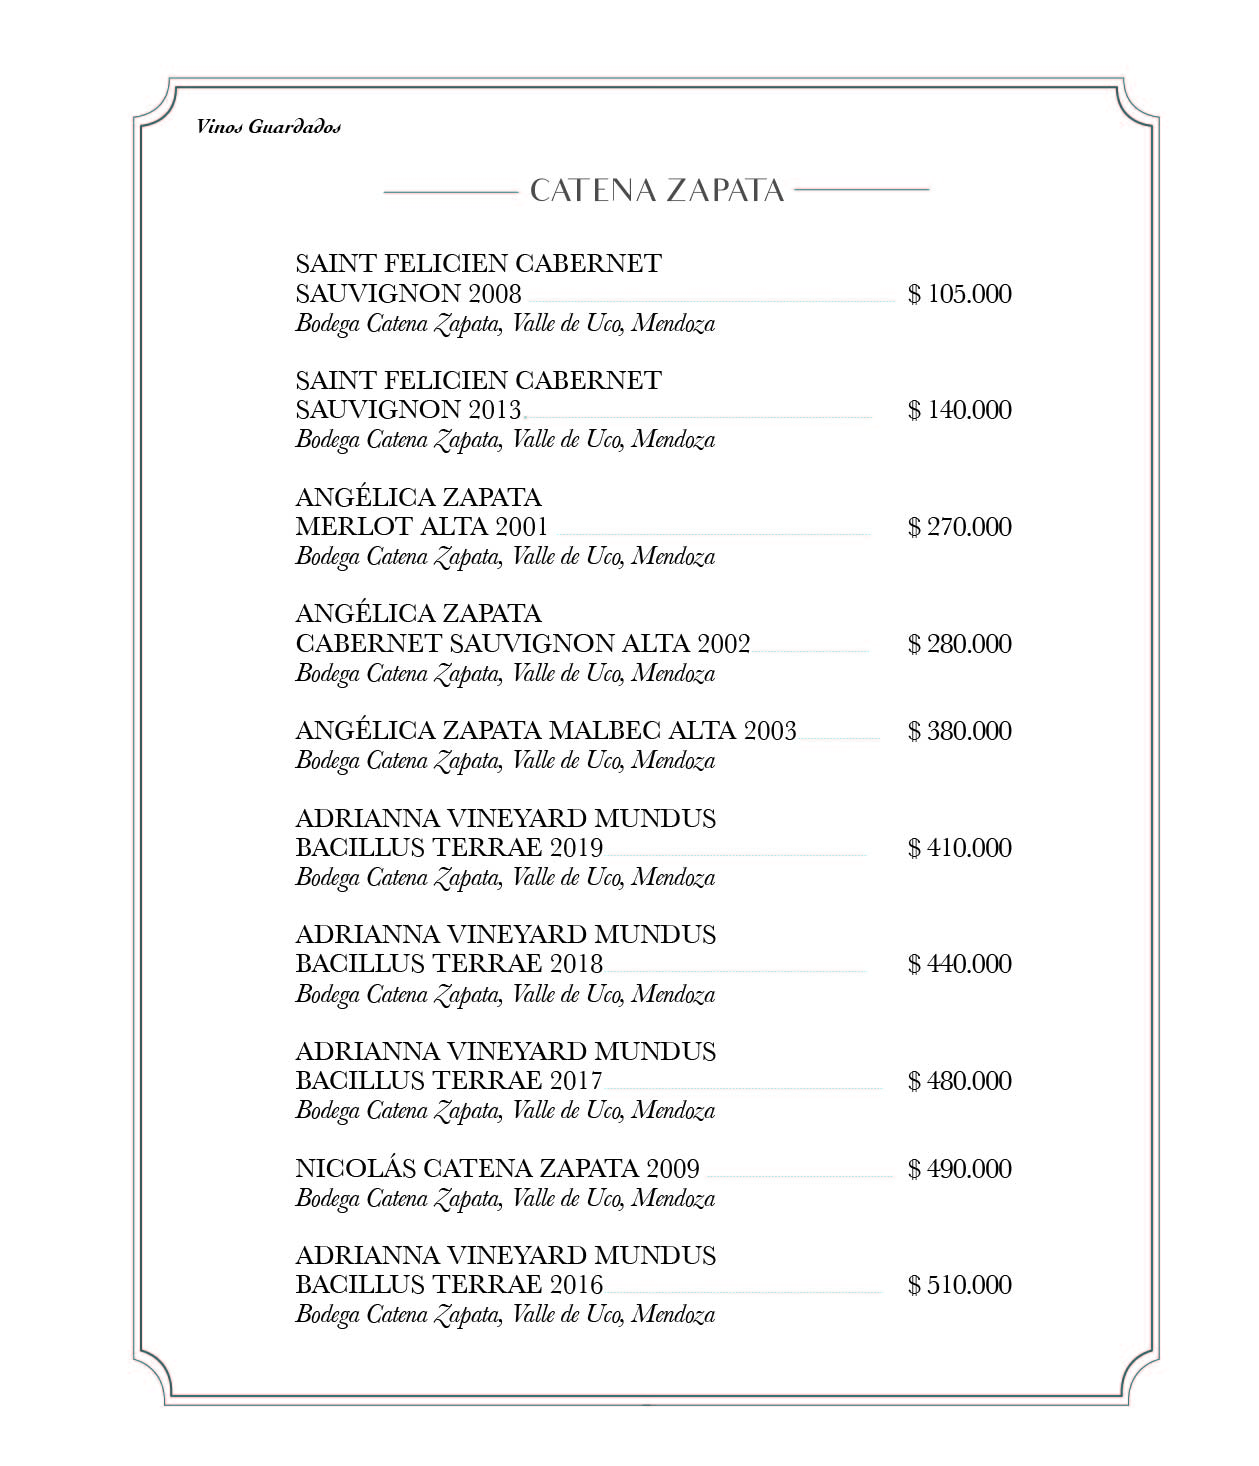 Vinos Guardados
CATENA ZAPATA
SAINT FELICIEN CABERNET
SAUVIGNON 2008 $ 105.000
Bodega Catena Zapata, Valle de Uco, Mendoza
SAINT FELICIEN CABERNET
SAUVIGNON 2013 $ 140.000
Bodega Catena Zapata, Valle de Uco, Mendoza
ANGÉLICA ZAPATA
MERLOT ALTA 2001 $ 270.000
Bodega Catena Zapata, Valle de Uco, Mendoza
ANGÉLICA ZAPATA
CABERNET SAUVIGNON ALTA 2002 $ 280.000
Bodega Catena Zapata, Valle de Uco, Mendoza
ANGÉLICA ZAPATA MALBEC ALTA 2003 $ 380.000
Bodega Catena Zapata, Valle de Uco, Mendoza
ADRIANNA VINEYARD MUNDUS
BACILLUS TERRAE 2019 $ 410.000
Bodega Catena Zapata, Valle de Uco, Mendoza
ADRIANNA VINEYARD MUNDUS
BACILLUS TERRAE 2018 $ 440.000
Bodega Catena Zapata, Valle de Uco, Mendoza
ADRIANNA VINEYARD MUNDUS
BACILLUS TERRAE 2017 $ 480.000
Bodega Catena Zapata, Valle de Uco, Mendoza
NICOLÁS CATENA ZAPATA 2009 $ 490.000
Bodega Catena Zapata, Valle de Uco, Mendoza
ADRIANNA VINEYARD MUNDUS
BACILLUS TERRAE 2016 $ 510.000
Bodega Catena Zapata, Valle de Uco, Mendoza